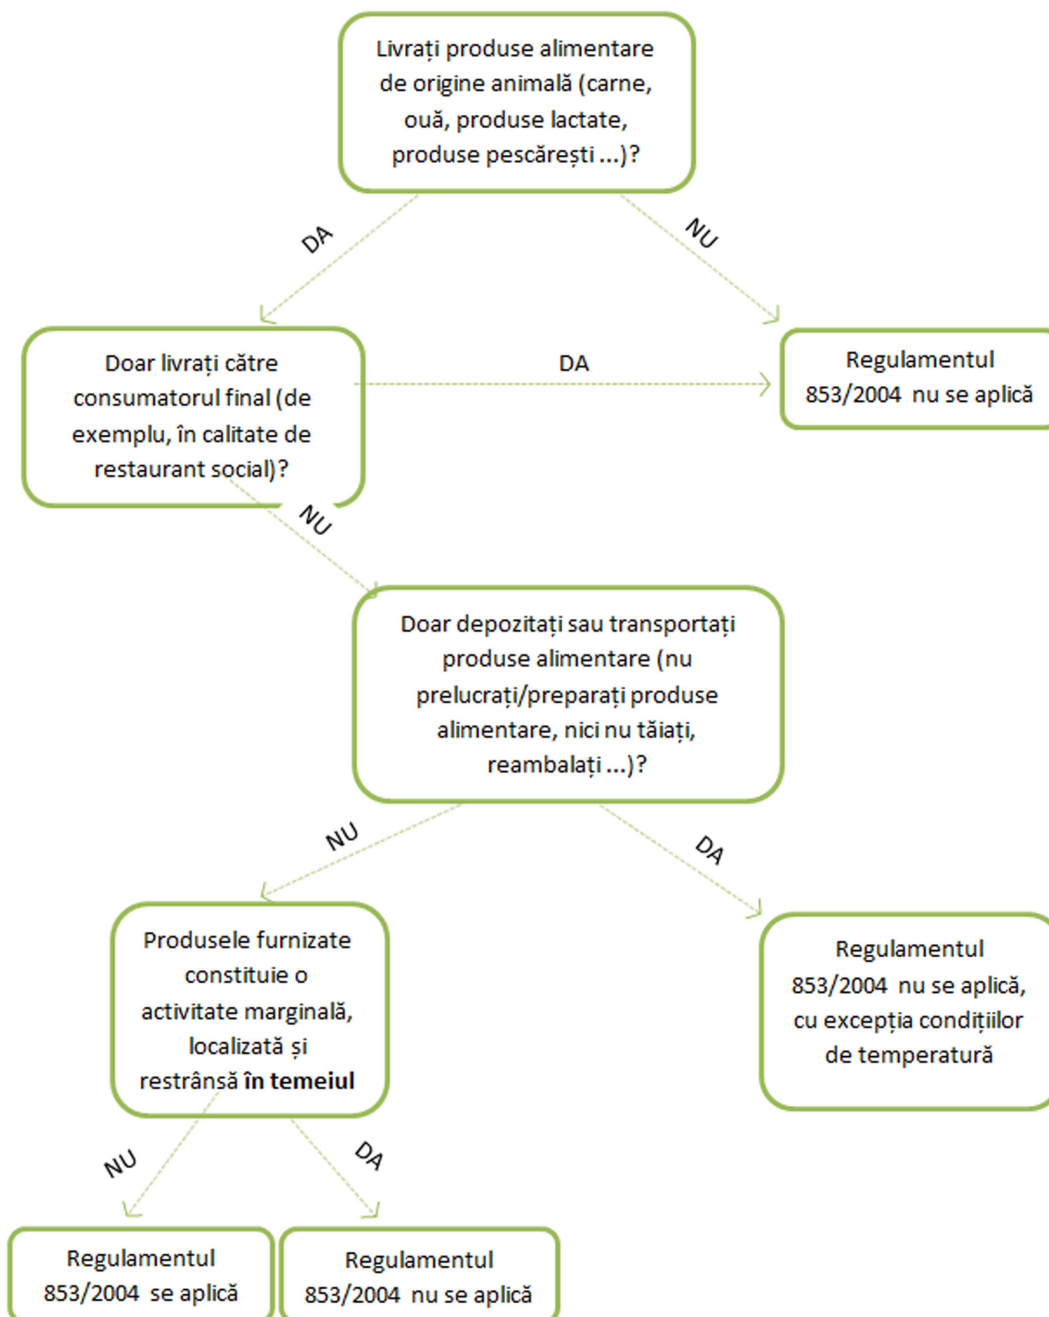 Livrați produse alimentare
de origine animală (carne,
ouă, produse lactate,
produse pescărești ...)?
DA
NU
Doar livrați către
consumatorul final (de
exemplu, în calitate de
restaurant social)?
DA
Regulamentul
853/2004 nu se aplică
NU
Doar depozitați sau transportați
produse alimentare (nu
prelucrați/preparați produse
alimentare, nici nu tăiați,
reambalați ...)?
NU
DA
Produsele furnizate
constituie o
activitate marginală,
localizată și
restrânsă în temeiul
Regulamentul
853/2004 nu se aplică,
cu excepția condițiilor
de temperatură
NU
DA
Regulamentul
853/2004 se aplică
Regulamentul
853/2004 nu se aplică